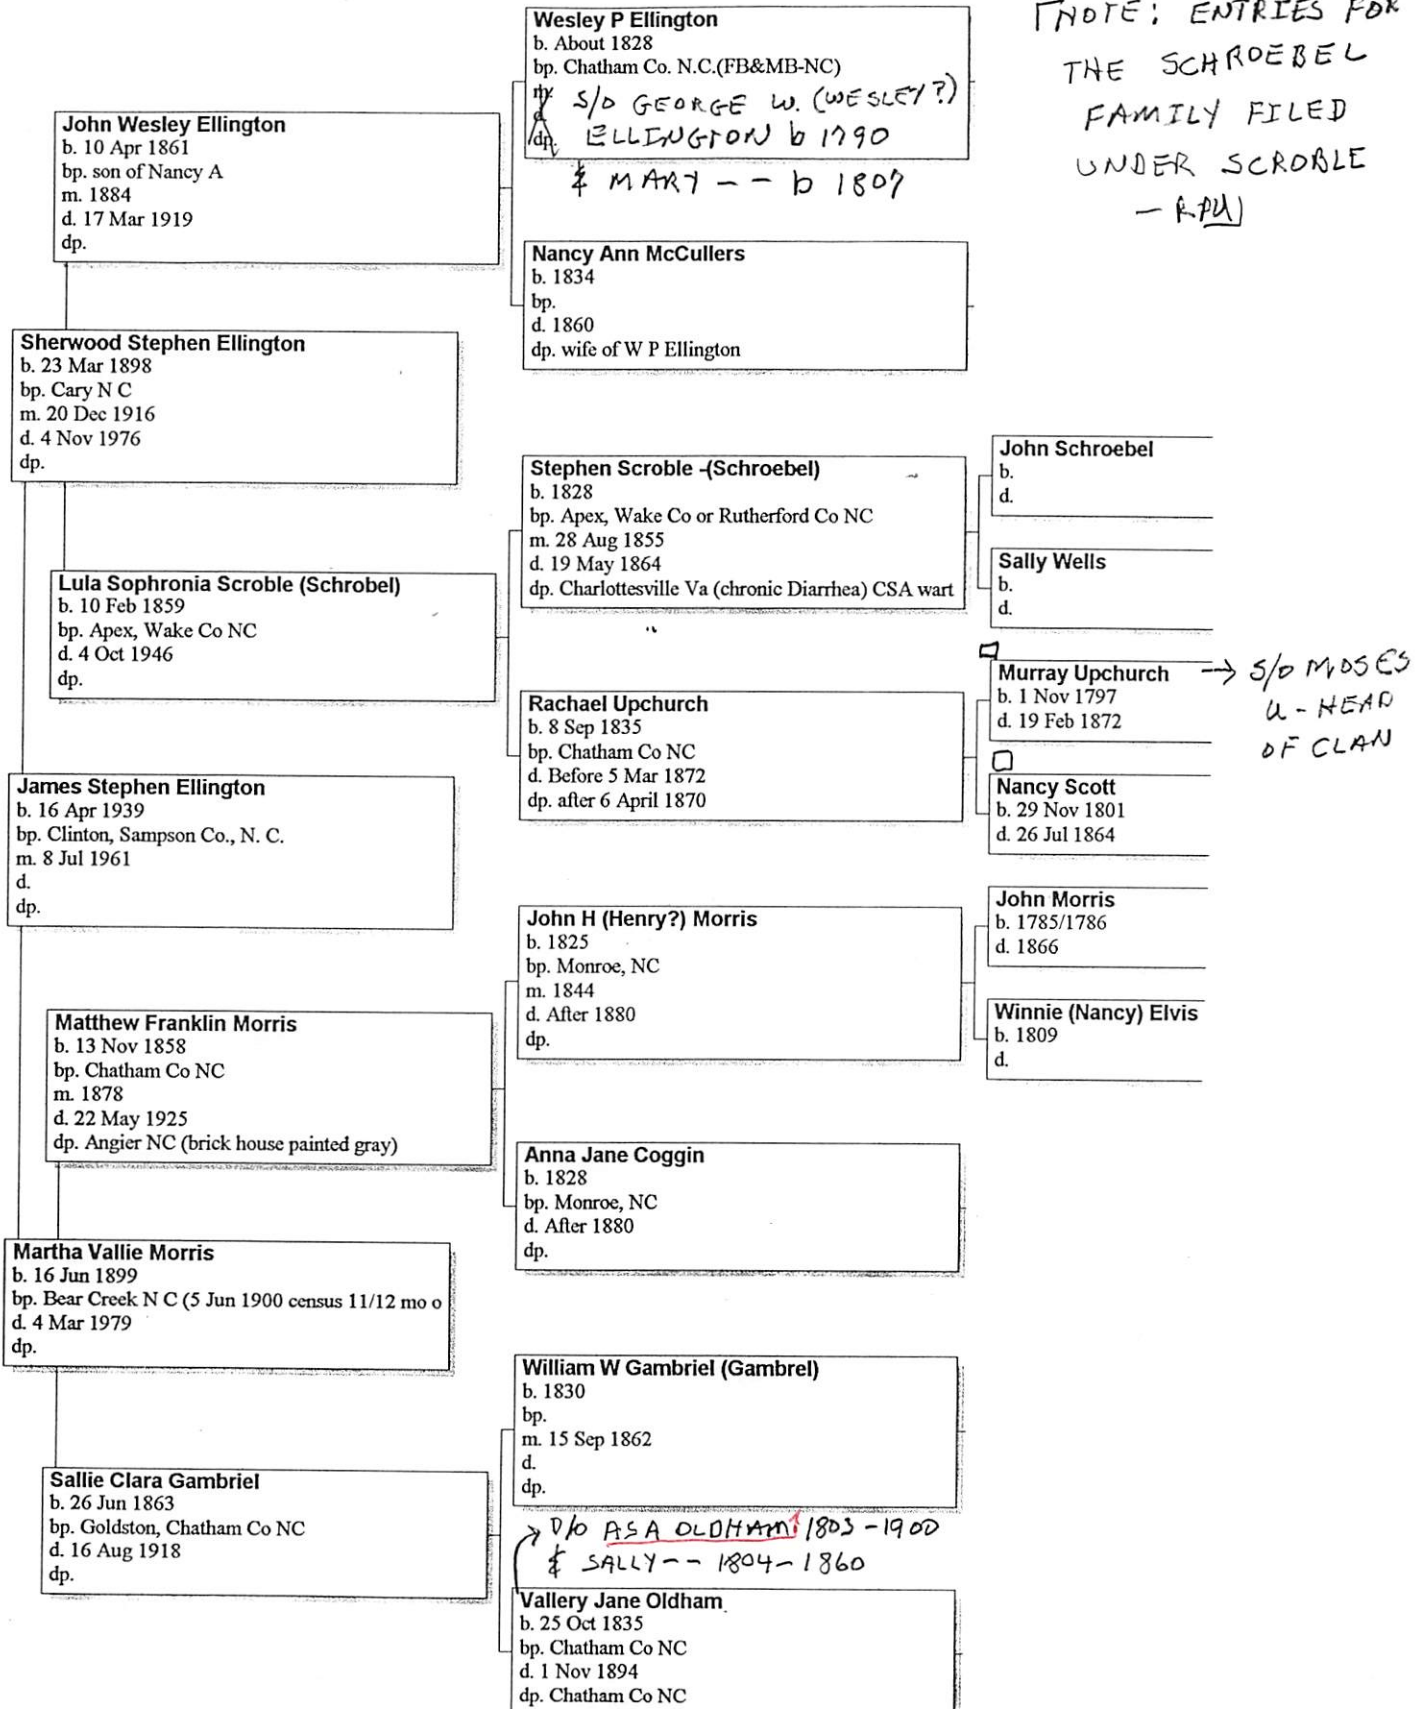 Wesley P Ellington
b. About 1828
bp. Chatham Co. N.C.(FB&MB-NC)
m.
d.
dp.
S/O GEORGE W. (WESLEY?)
ELLINGTON b 1790
& MARY -- b 1807
[NOTE: ENTRIES FOR
THE SCHROEBEL
FAMILY FILED
UNDER SCROBLE
- RPU]
John Wesley Ellington
b. 10 Apr 1861
bp. son of Nancy A
m. 1884
d. 17 Mar 1919
dp.
Nancy Ann McCullers
b. 1834
bp.
d. 1860
dp. wife of W P Ellington
Sherwood Stephen Ellington
b. 23 Mar 1898
bp. Cary N C
m. 20 Dec 1916
d. 4 Nov 1976
dp.
Stephen Scroble -(Schroebel)
b. 1828
bp. Apex, Wake Co or Rutherford Co NC
m. 28 Aug 1855
d. 19 May 1864
dp. Charlottesville Va (chronic Diarrhea) CSA wart
John Schroebel
b.
d.
Sally Wells
b.
d.
Lula Sophronia Scroble (Schrobel)
b. 10 Feb 1859
bp. Apex, Wake Co NC
d. 4 Oct 1946
dp.
Rachael Upchurch
b. 8 Sep 1835
bp. Chatham Co NC
d. Before 5 Mar 1872
dp. after 6 April 1870
Murray Upchurch
b. 1 Nov 1797
d. 19 Feb 1872
→ S/O MOSES
U - HEAD
OF CLAN
Nancy Scott
b. 29 Nov 1801
d. 26 Jul 1864
James Stephen Ellington
b. 16 Apr 1939
bp. Clinton, Sampson Co., N. C.
m. 8 Jul 1961
d.
dp.
John H (Henry?) Morris
b. 1825
bp. Monroe, NC
m. 1844
d. After 1880
dp.
John Morris
b. 1785/1786
d. 1866
Winnie (Nancy) Elvis
b. 1809
d.
Matthew Franklin Morris
b. 13 Nov 1858
bp. Chatham Co NC
m. 1878
d. 22 May 1925
dp. Angier NC (brick house painted gray)
Anna Jane Coggin
b. 1828
bp. Monroe, NC
d. After 1880
dp.
Martha Vallie Morris
b. 16 Jun 1899
bp. Bear Creek N C (5 Jun 1900 census 11/12 mo o
d. 4 Mar 1979
dp.
William W Gambriel (Gambrel)
b. 1830
bp.
m. 15 Sep 1862
d.
dp.
Sallie Clara Gambriel
b. 26 Jun 1863
bp. Goldston, Chatham Co NC
d. 16 Aug 1918
dp.
D/O ASA OLDHAM 1803-1900
& SALLY -- 1804-1860
Vallery Jane Oldham
b. 25 Oct 1835
bp. Chatham Co NC
d. 1 Nov 1894
dp. Chatham Co NC